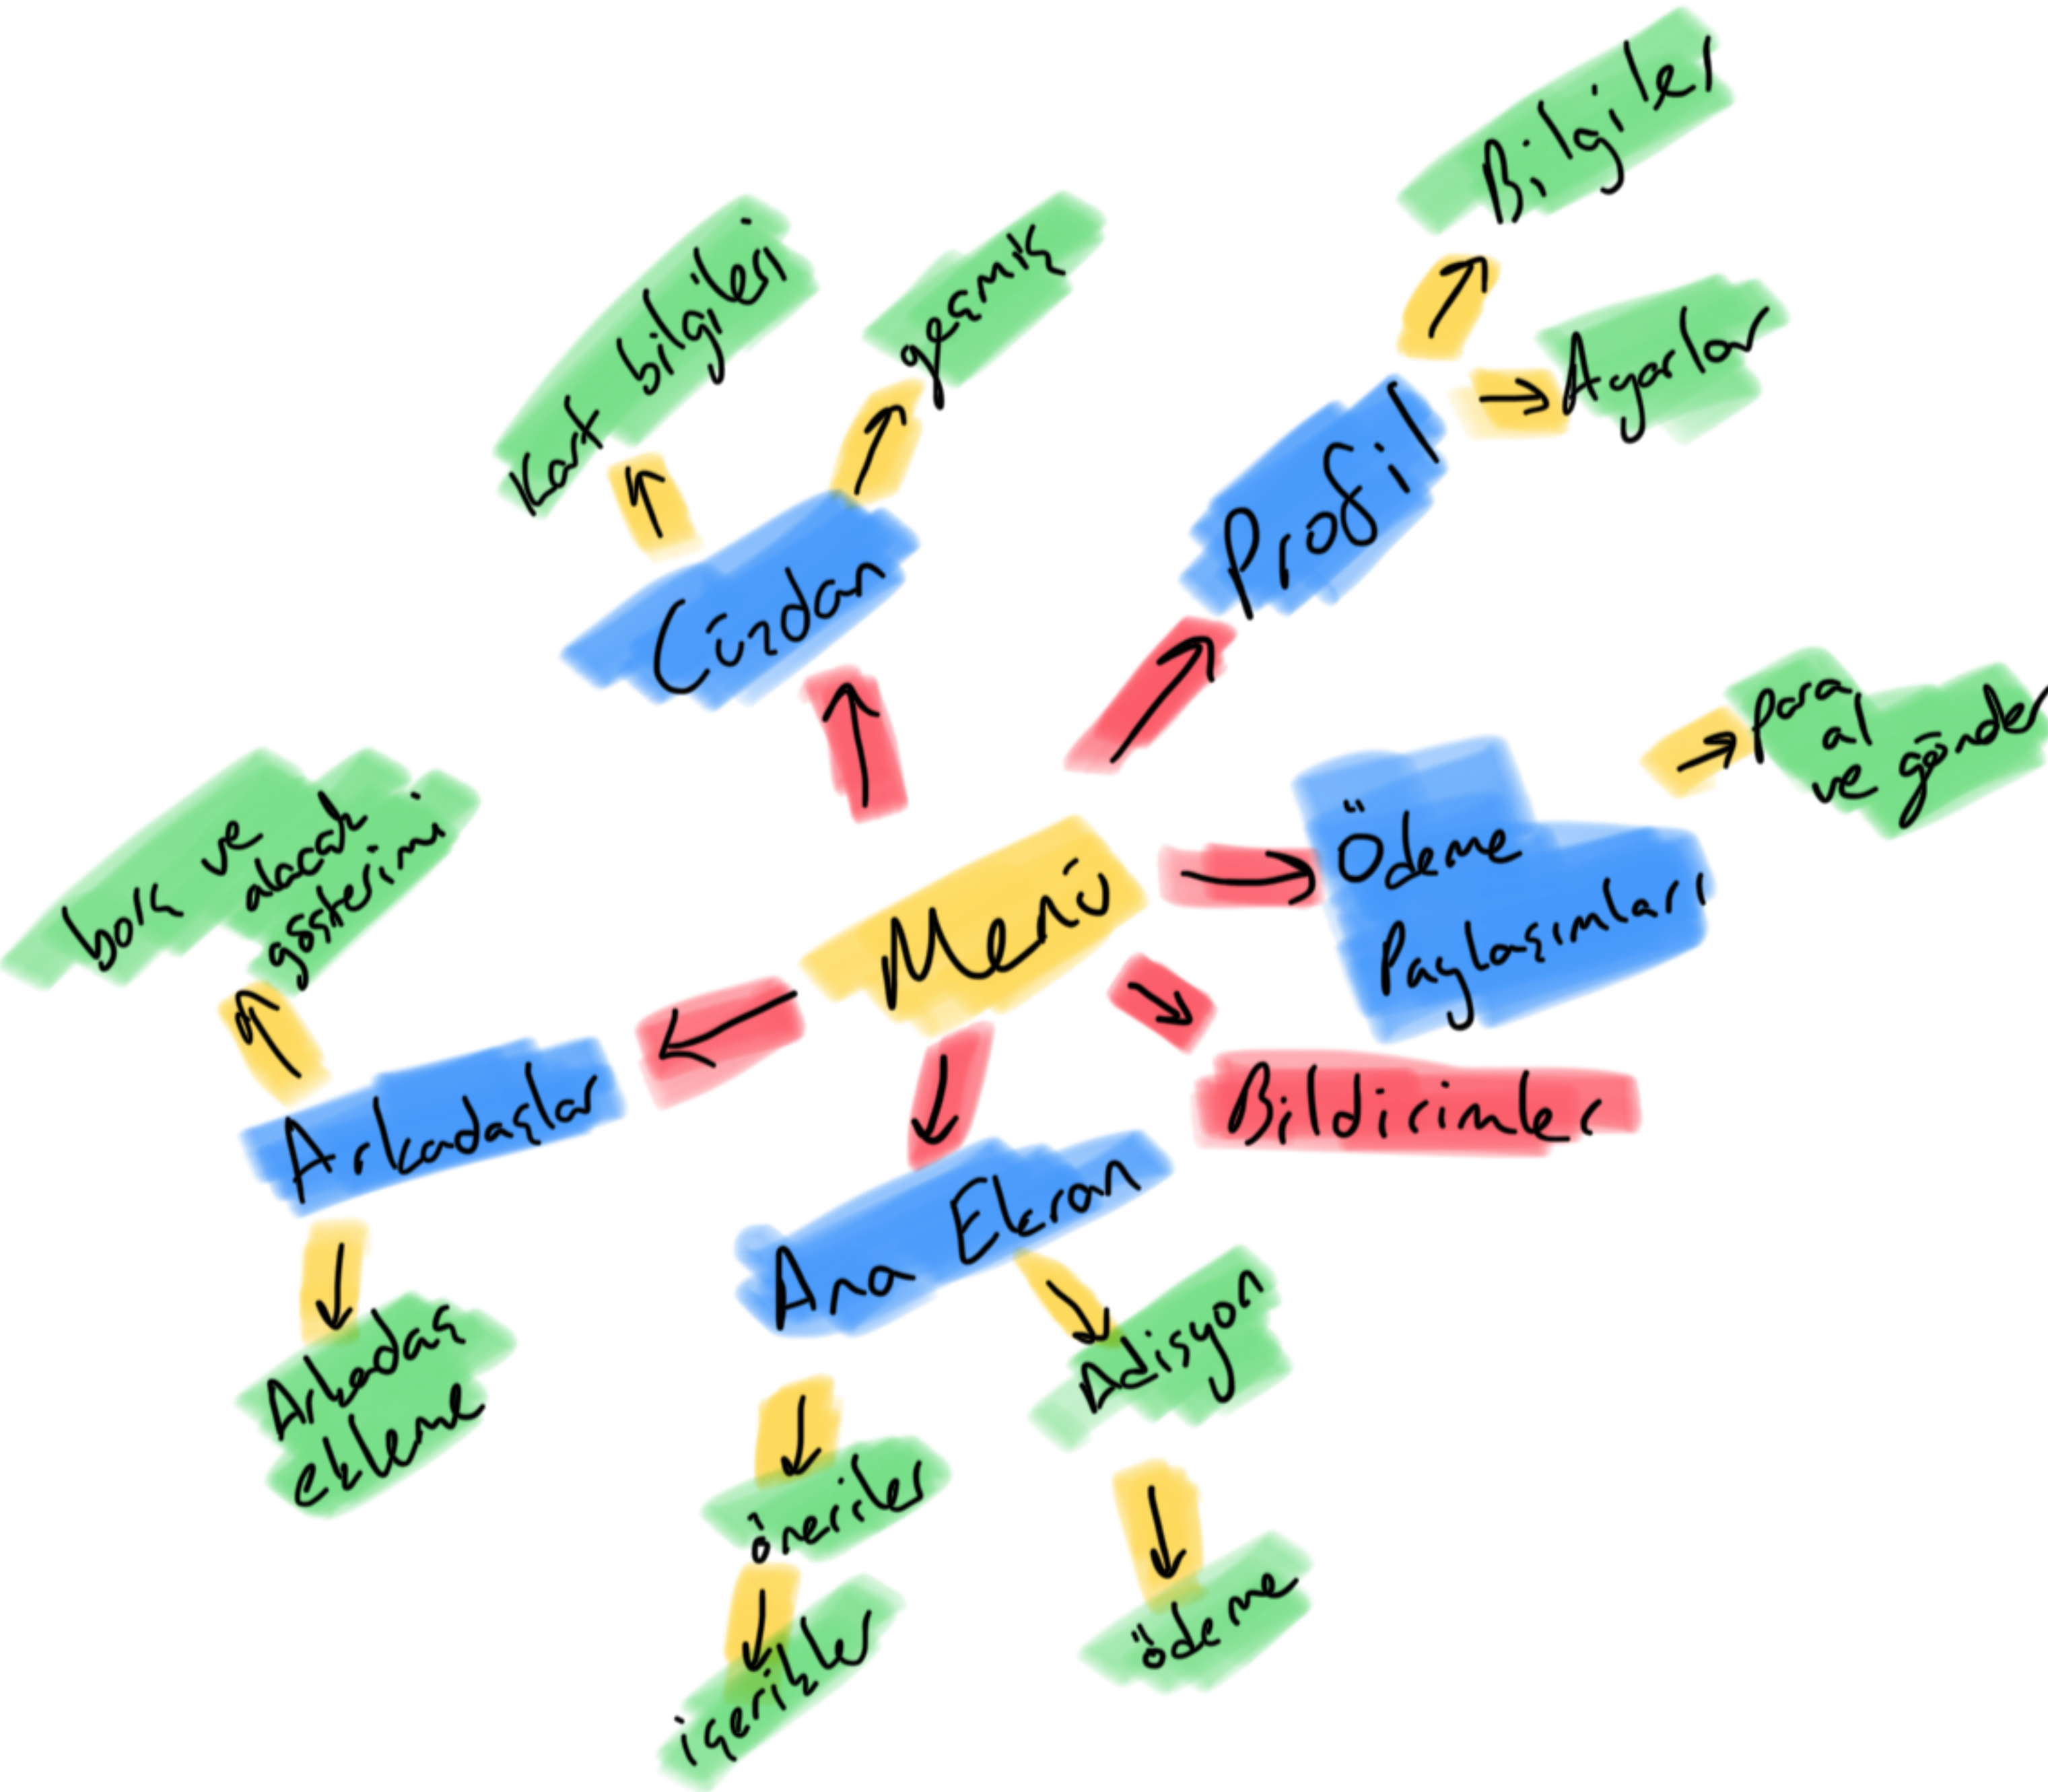 Bilgiler
Kart bilgileri
geçmiş
Agarlar
Profil
Cüzdan
Para
al
ve gönder
Ödeme
Paylaşımları
borç ve
alacak
gösterimi
Menü
Arkadaşlar
Bildirimler
Ana Ekran
Adisyon
Arkadaş
ekleme
öneriler
ödeme
içerikler